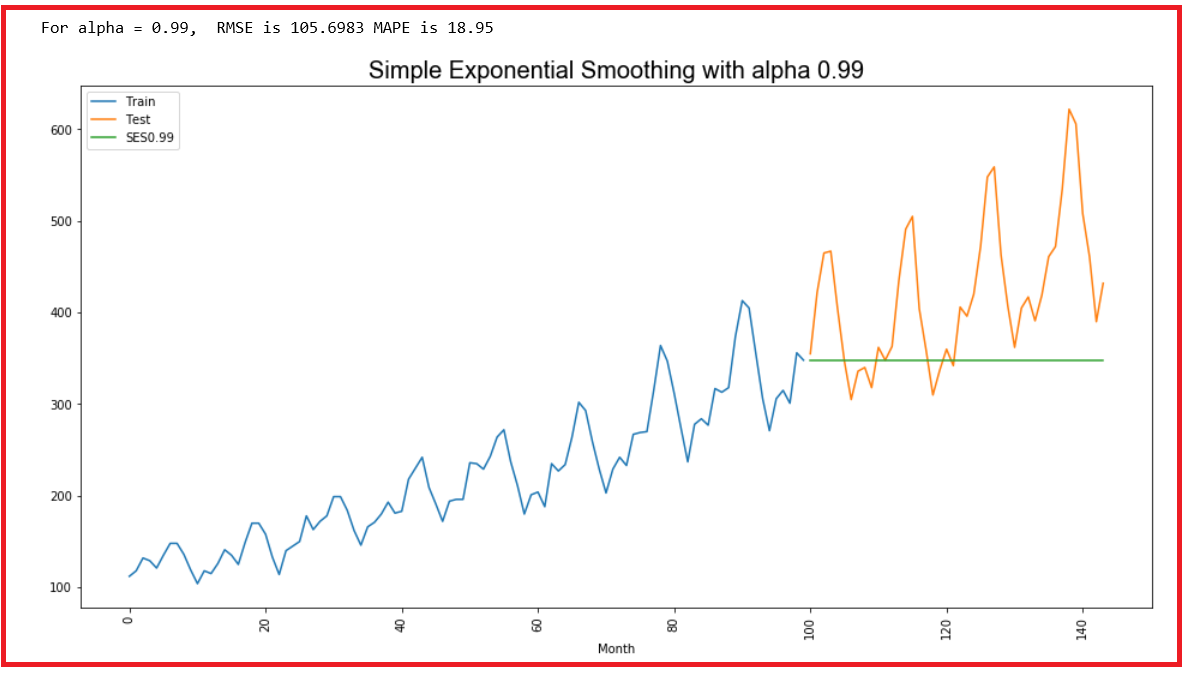 For alpha = 0.99,  RMSE is 105.6983 MAPE is 18.95
Simple Exponential Smoothing with alpha 0.99
Train
Test
SES0.99
600
500
400
300
200
100
0
20
40
60
80
100
120
140
Month